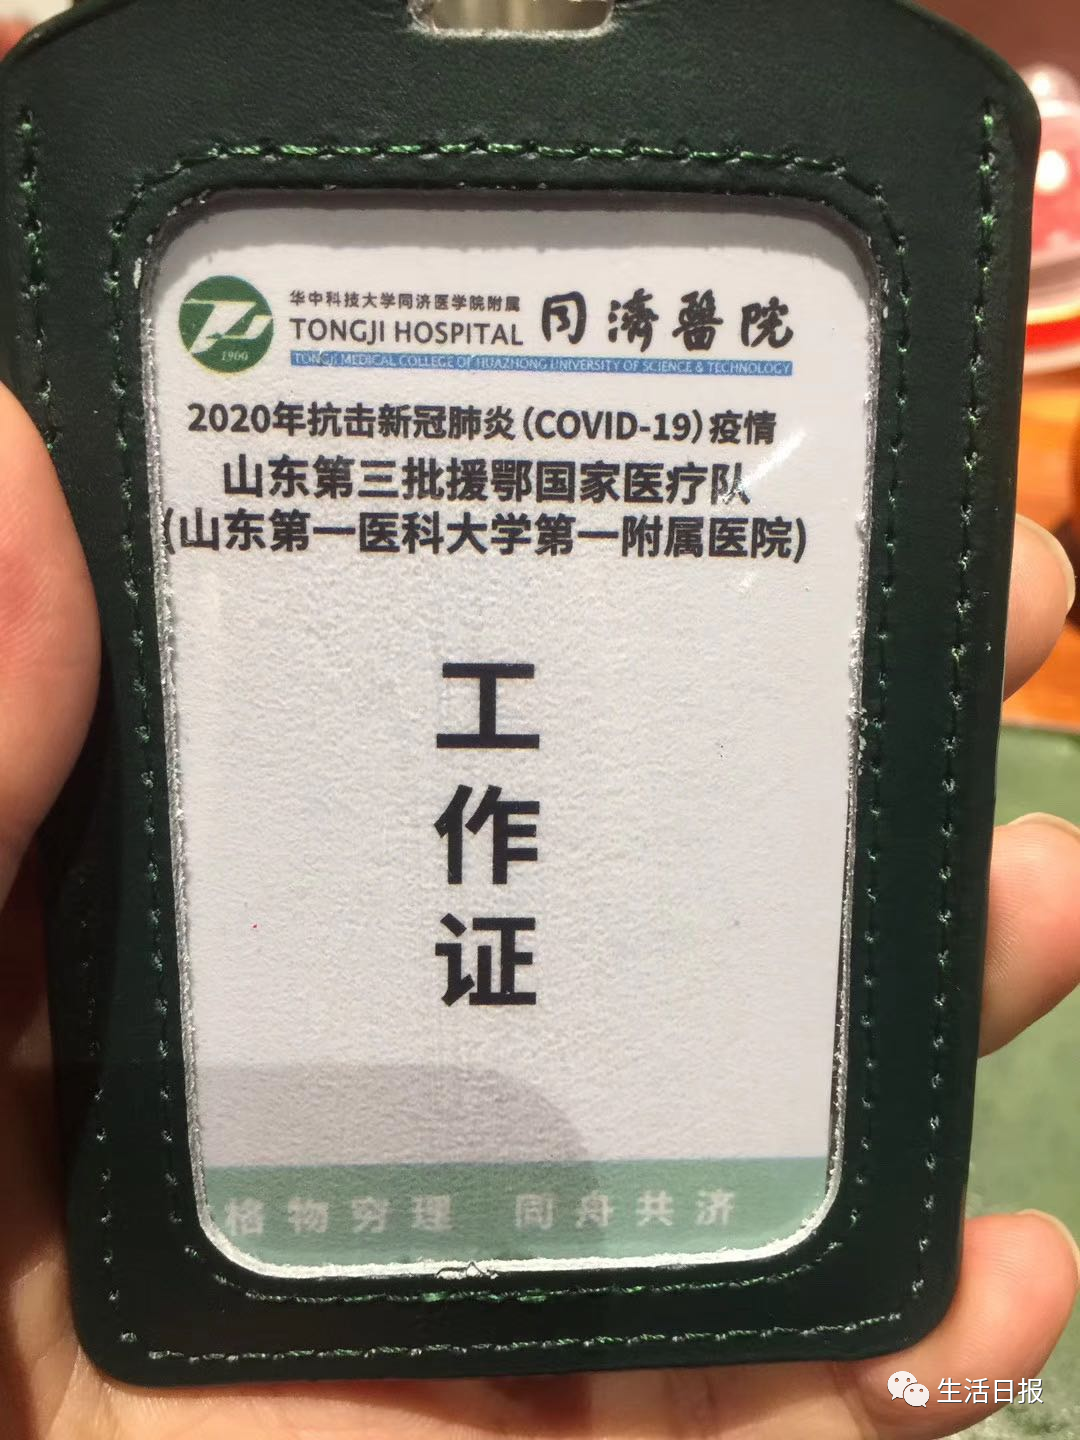 华中科技大学同济医学院附属
TONGJI HOSPITAL 同濟醫院
TONGJI MEDICAL COLLEGE OF HUAZHONG UNIVERSITY OF SCIENCE & TECHNOLOGY
1900
2020年抗击新冠肺炎(COVID-19)疫情
山东第三批援鄂国家医疗队
(山东第一医科大学第一附属医院)
工
作
证
格物穷理 同舟共济
生活日报